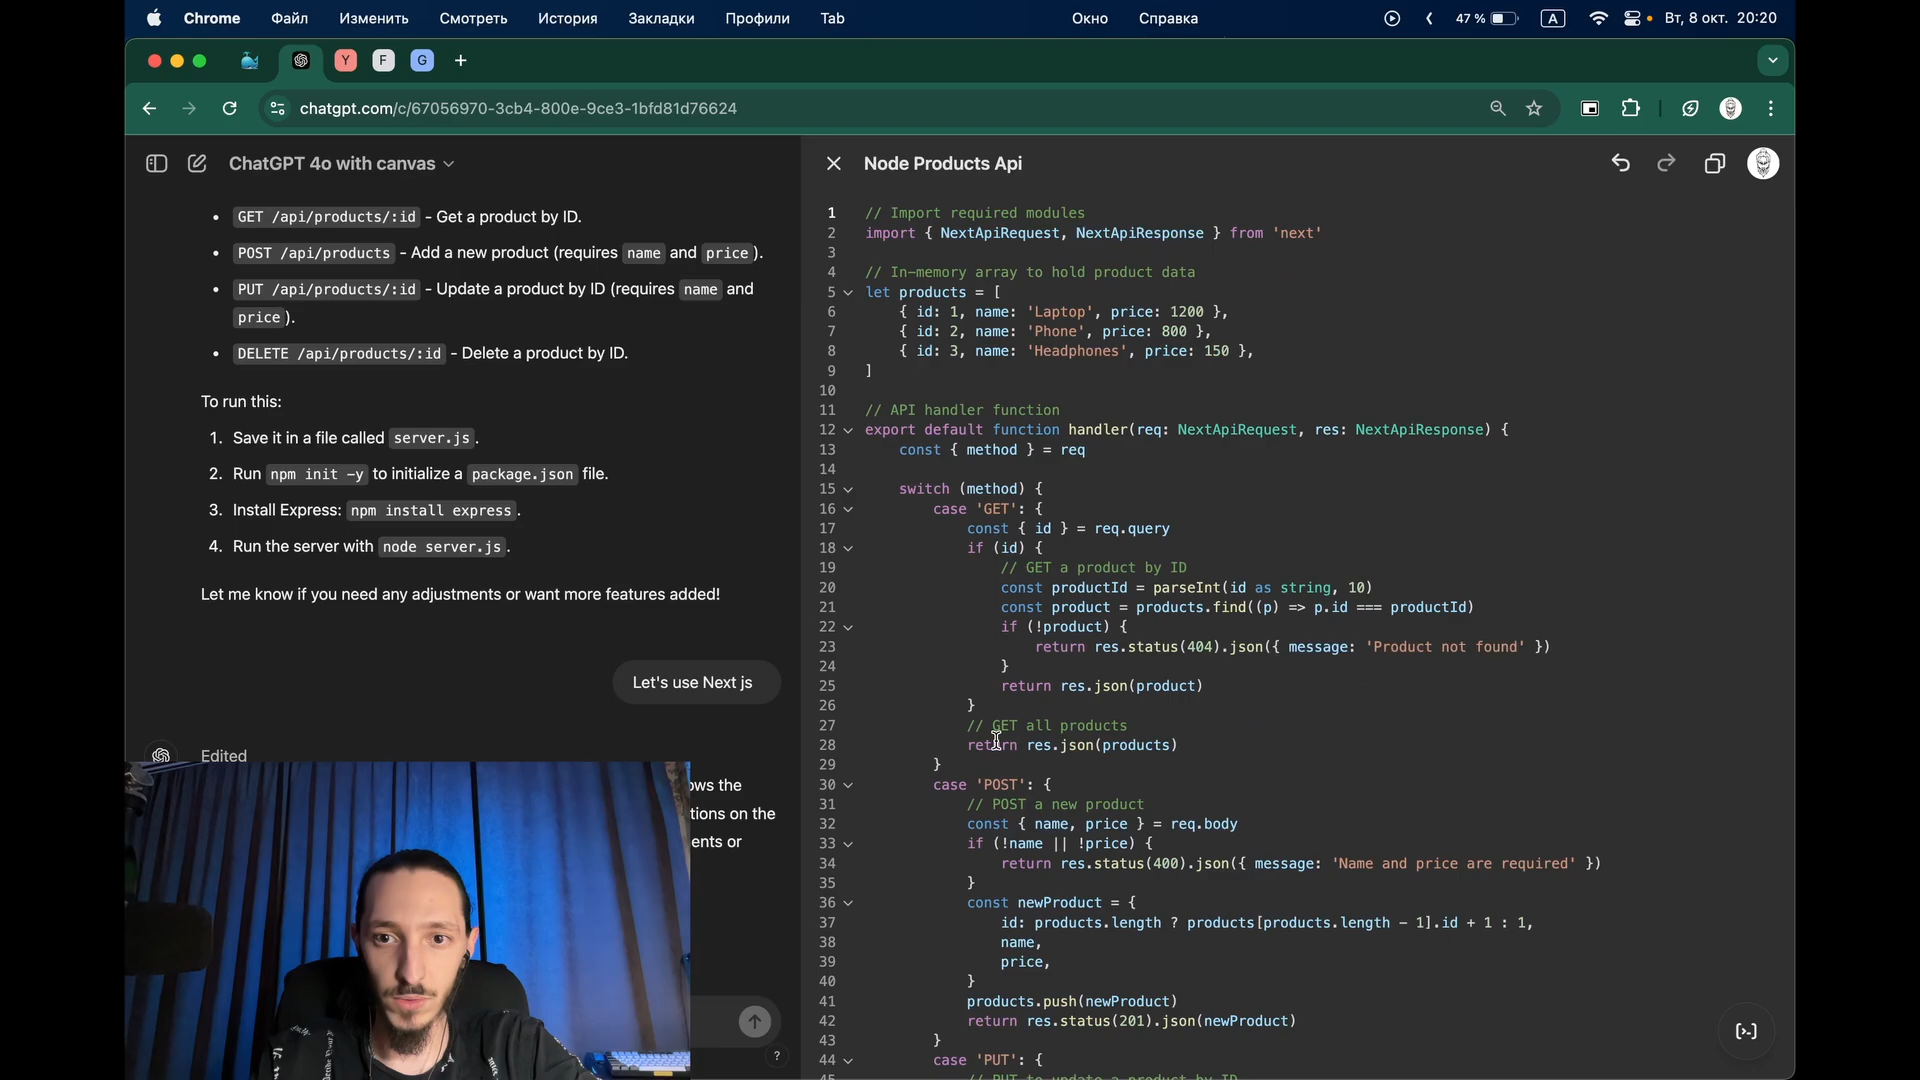 Chrome Файл Изменить Смотреть История Закладки Профили Tab Окно Справка 47 % A Вт, 8 окт. 20:20
Y F G
chatgpt.com/c/67056970-3cb4-800e-9ce3-1bfd81d76624
ChatGPT 4o with canvas
GET /api/products/:id - Get a product by ID.
POST /api/products - Add a new product (requires name and price).
PUT /api/products/:id - Update a product by ID (requires name and
price).
DELETE /api/products/:id - Delete a product by ID.
To run this:
1. Save it in a file called server.js.
2. Run npm init -y to initialize a package.json file.
3. Install Express: npm install express.
4. Run the server with node server.js.
Let me know if you need any adjustments or want more features added!
Let's use Next js
Edited
ows the
tions on the
ents or
?
Node Products Api
1 // Import required modules
2 import { NextApiRequest, NextApiResponse } from 'next'
3
4 // In-memory array to hold product data
5 let products = [
6 { id: 1, name: 'Laptop', price: 1200 },
7 { id: 2, name: 'Phone', price: 800 },
8 { id: 3, name: 'Headphones', price: 150 },
9 ]
10
11 // API handler function
12 export default function handler(req: NextApiRequest, res: NextApiResponse) {
13 const { method } = req
14
15 switch (method) {
16 case 'GET': {
17 const { id } = req.query
18 if (id) {
19 // GET a product by ID
20 const productId = parseInt(id as string, 10)
21 const product = products.find((p) => p.id === productId)
22 if (!product) {
23 return res.status(404).json({ message: 'Product not found' })
24 }
25 return res.json(product)
26 }
27 // GET all products
28 return res.json(products)
29 }
30 case 'POST': {
31 // POST a new product
32 const { name, price } = req.body
33 if (!name || !price) {
34 return res.status(400).json({ message: 'Name and price are required' })
35 }
36 const newProduct = {
37 id: products.length ? products[products.length - 1].id + 1 : 1,
38 name,
39 price,
40 }
41 products.push(newProduct)
42 return res.status(201).json(newProduct)
43 }
44 case 'PUT': {
45 // PUT to update a product by ID